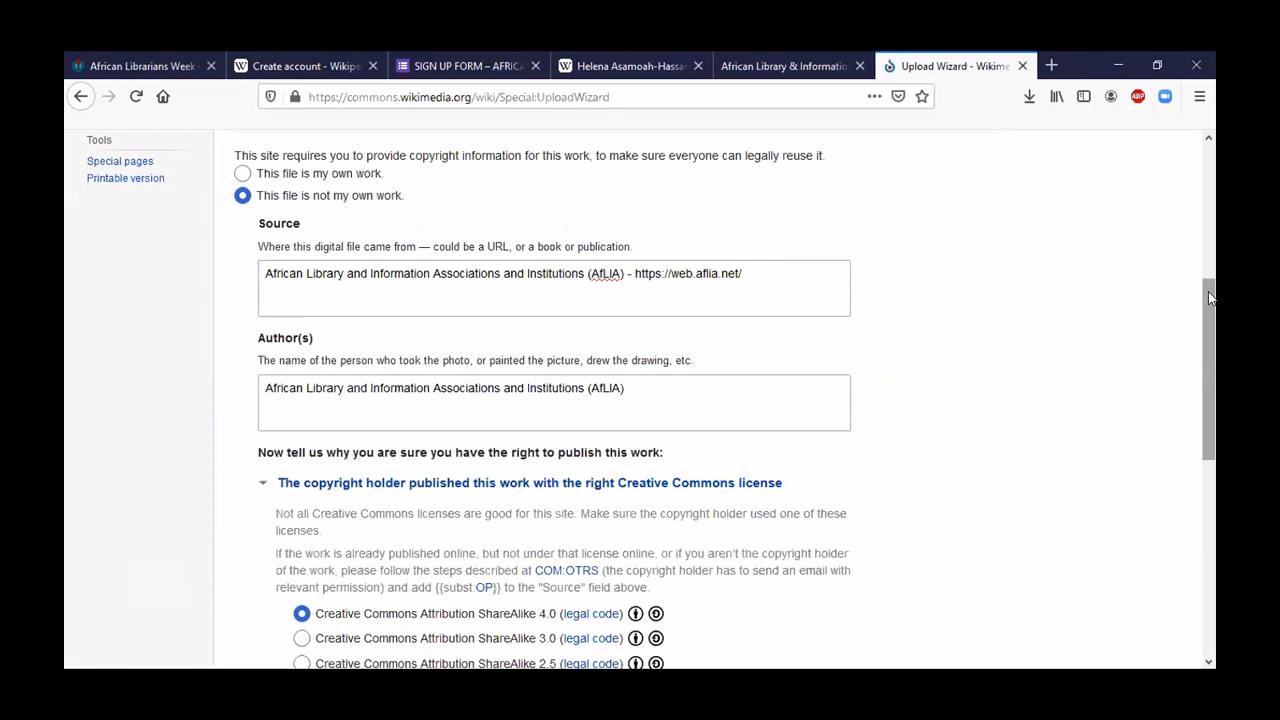 African Librarians Week -
Create account - Wikipe
SIGN UP FORM – AFRICA
Helena Asamoah-Hassan
African Library & Informatio
Upload Wizard - Wikime
https://commons.wikimedia.org/wiki/Special:UploadWizard
ABP
Tools
Special pages
Printable version
This site requires you to provide copyright information for this work, to make sure everyone can legally reuse it.
This file is my own work.
This file is not my own work.
Source
Where this digital file came from — could be a URL, or a book or publication.
African Library and Information Associations and Institutions (AfLIA) - https://web.aflia.net/
Author(s)
The name of the person who took the photo, or painted the picture, drew the drawing, etc.
African Library and Information Associations and Institutions (AfLIA)
Now tell us why you are sure you have the right to publish this work:
The copyright holder published this work with the right Creative Commons license
Not all Creative Commons licenses are good for this site. Make sure the copyright holder used one of these
licenses.
If the work is already published online, but not under that license online, or if you aren't the copyright holder
of the work, please follow the steps described at COM:OTRS (the copyright holder has to send an email with
relevant permission) and add {{subst:OP}} to the "Source" field above.
Creative Commons Attribution ShareAlike 4.0 (legal code)
Creative Commons Attribution ShareAlike 3.0 (legal code)
Creative Commons Attribution ShareAlike 2.5 (legal code)